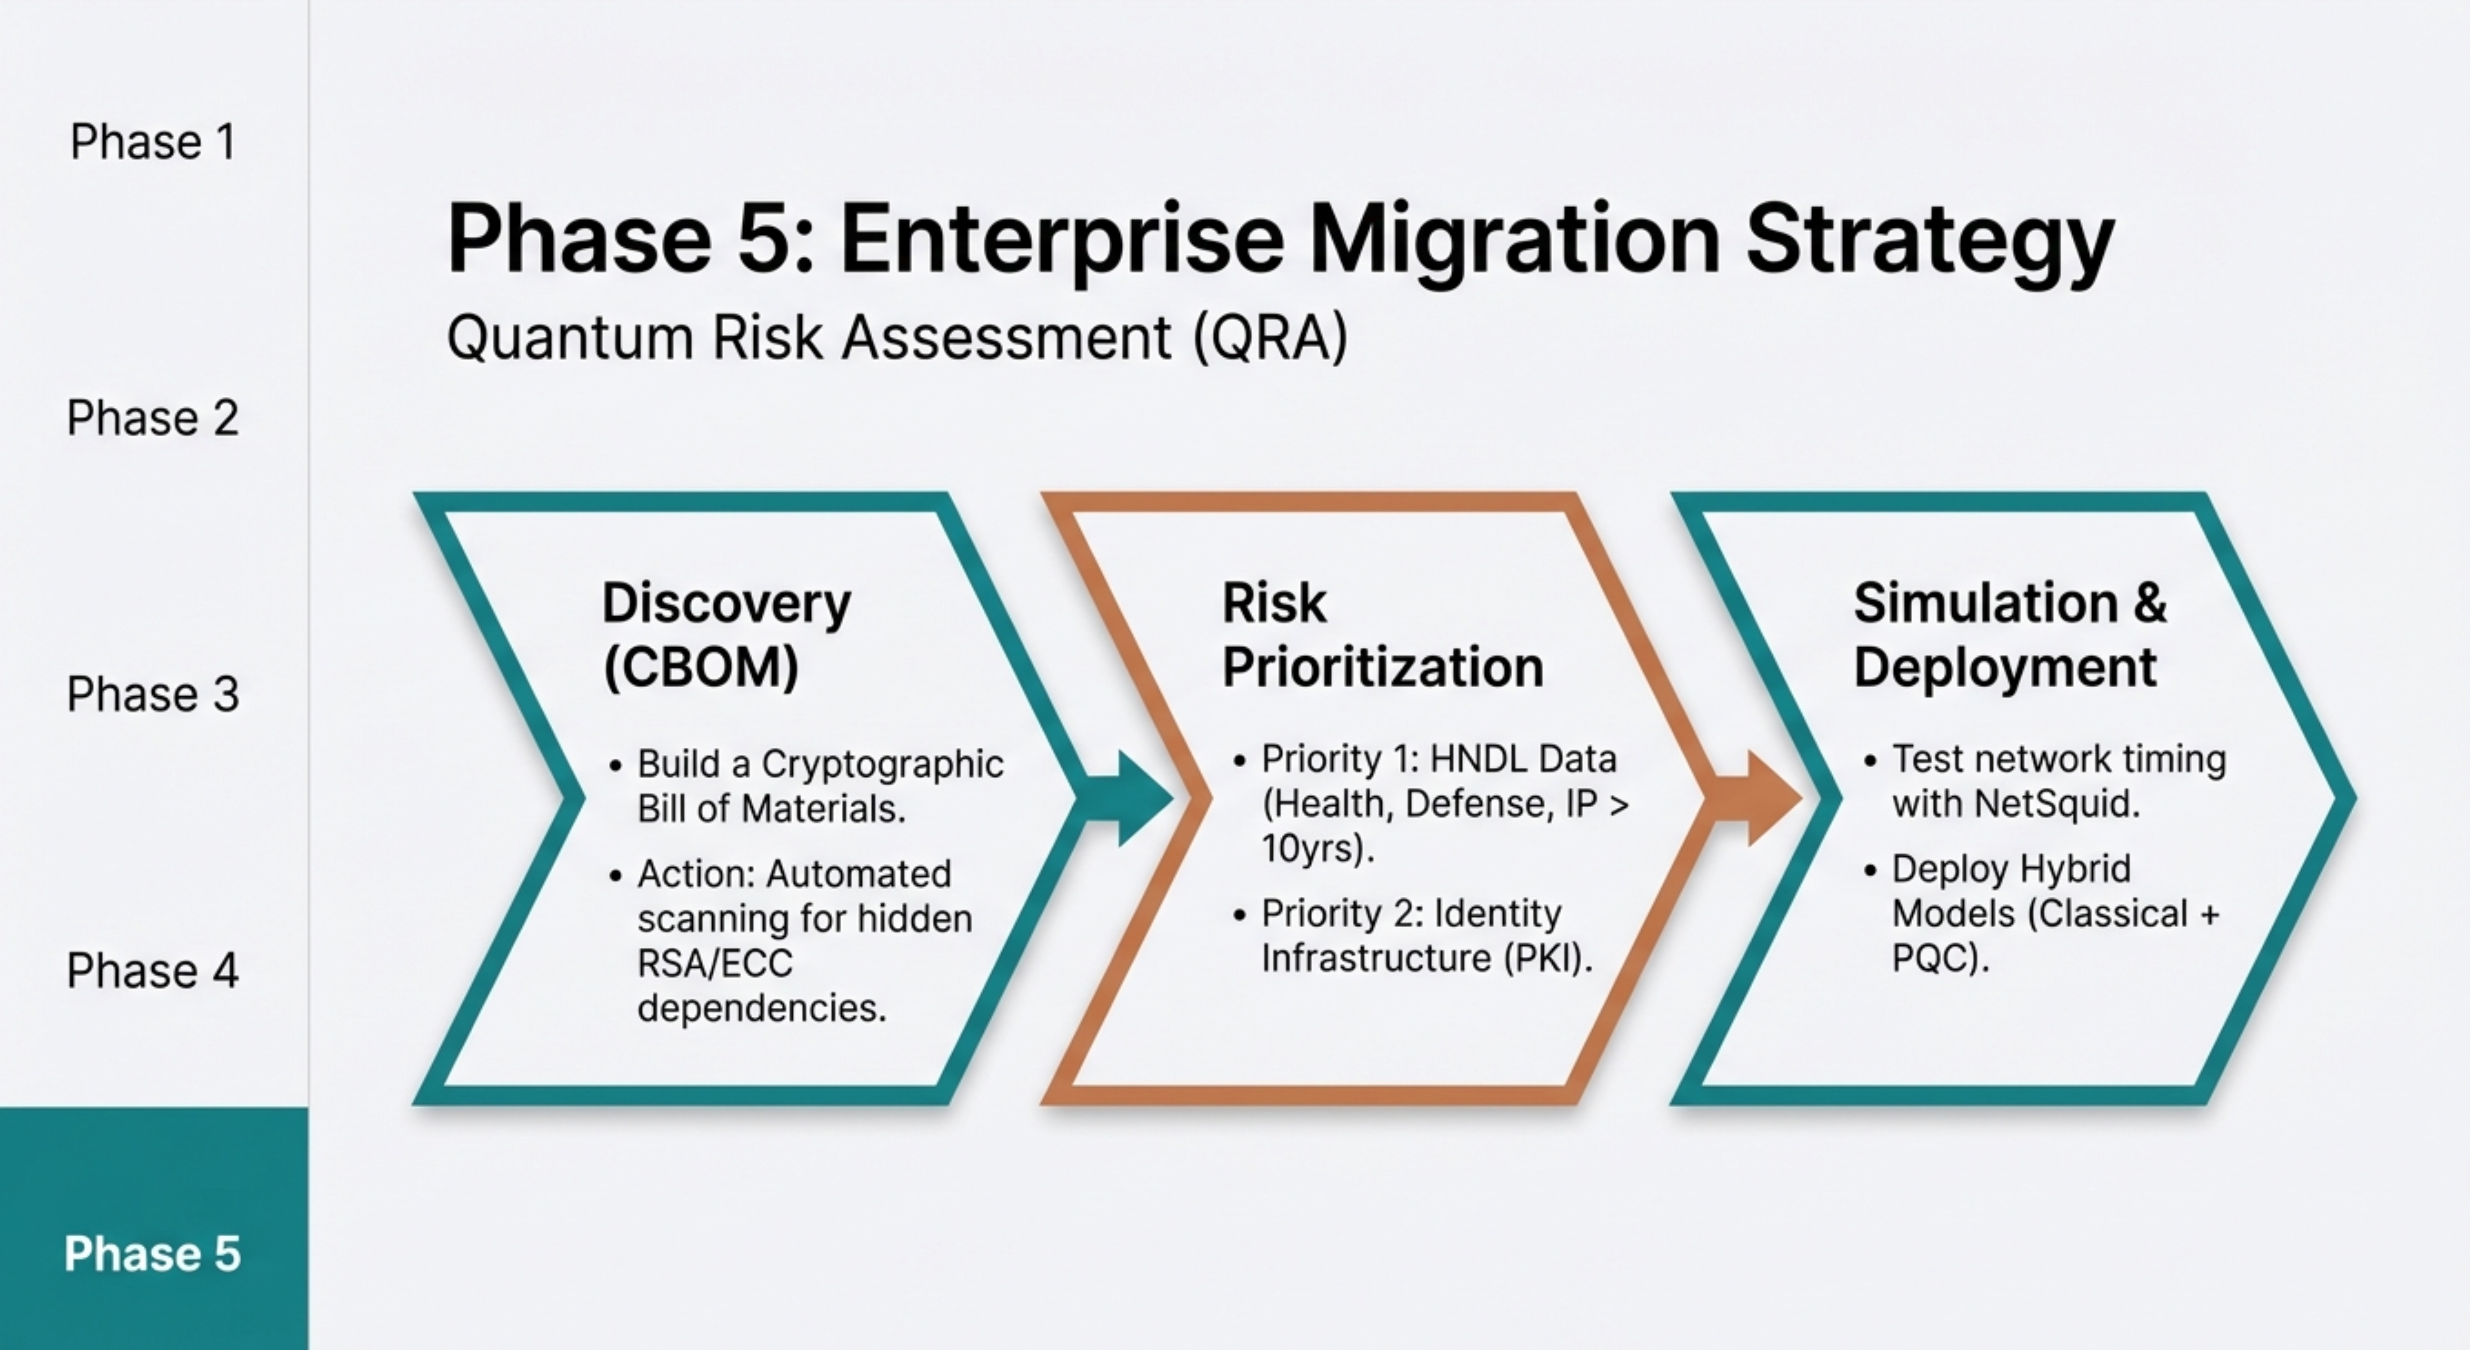 Phase 1
Phase 2
Phase 3
Phase 4
Phase 5
Phase 5: Enterprise Migration Strategy
Quantum Risk Assessment (QRA)
Discovery
(CBOM)
• Build a Cryptographic
Bill of Materials.
• Action: Automated
scanning for hidden
RSA/ECC
dependencies.
Risk
Prioritization
• Priority 1: HNDL Data
(Health, Defense, IP >
10yrs).
• Priority 2: Identity
Infrastructure (PKI).
Simulation &
Deployment
• Test network timing
with NetSquid.
• Deploy Hybrid
Models (Classical +
PQC).